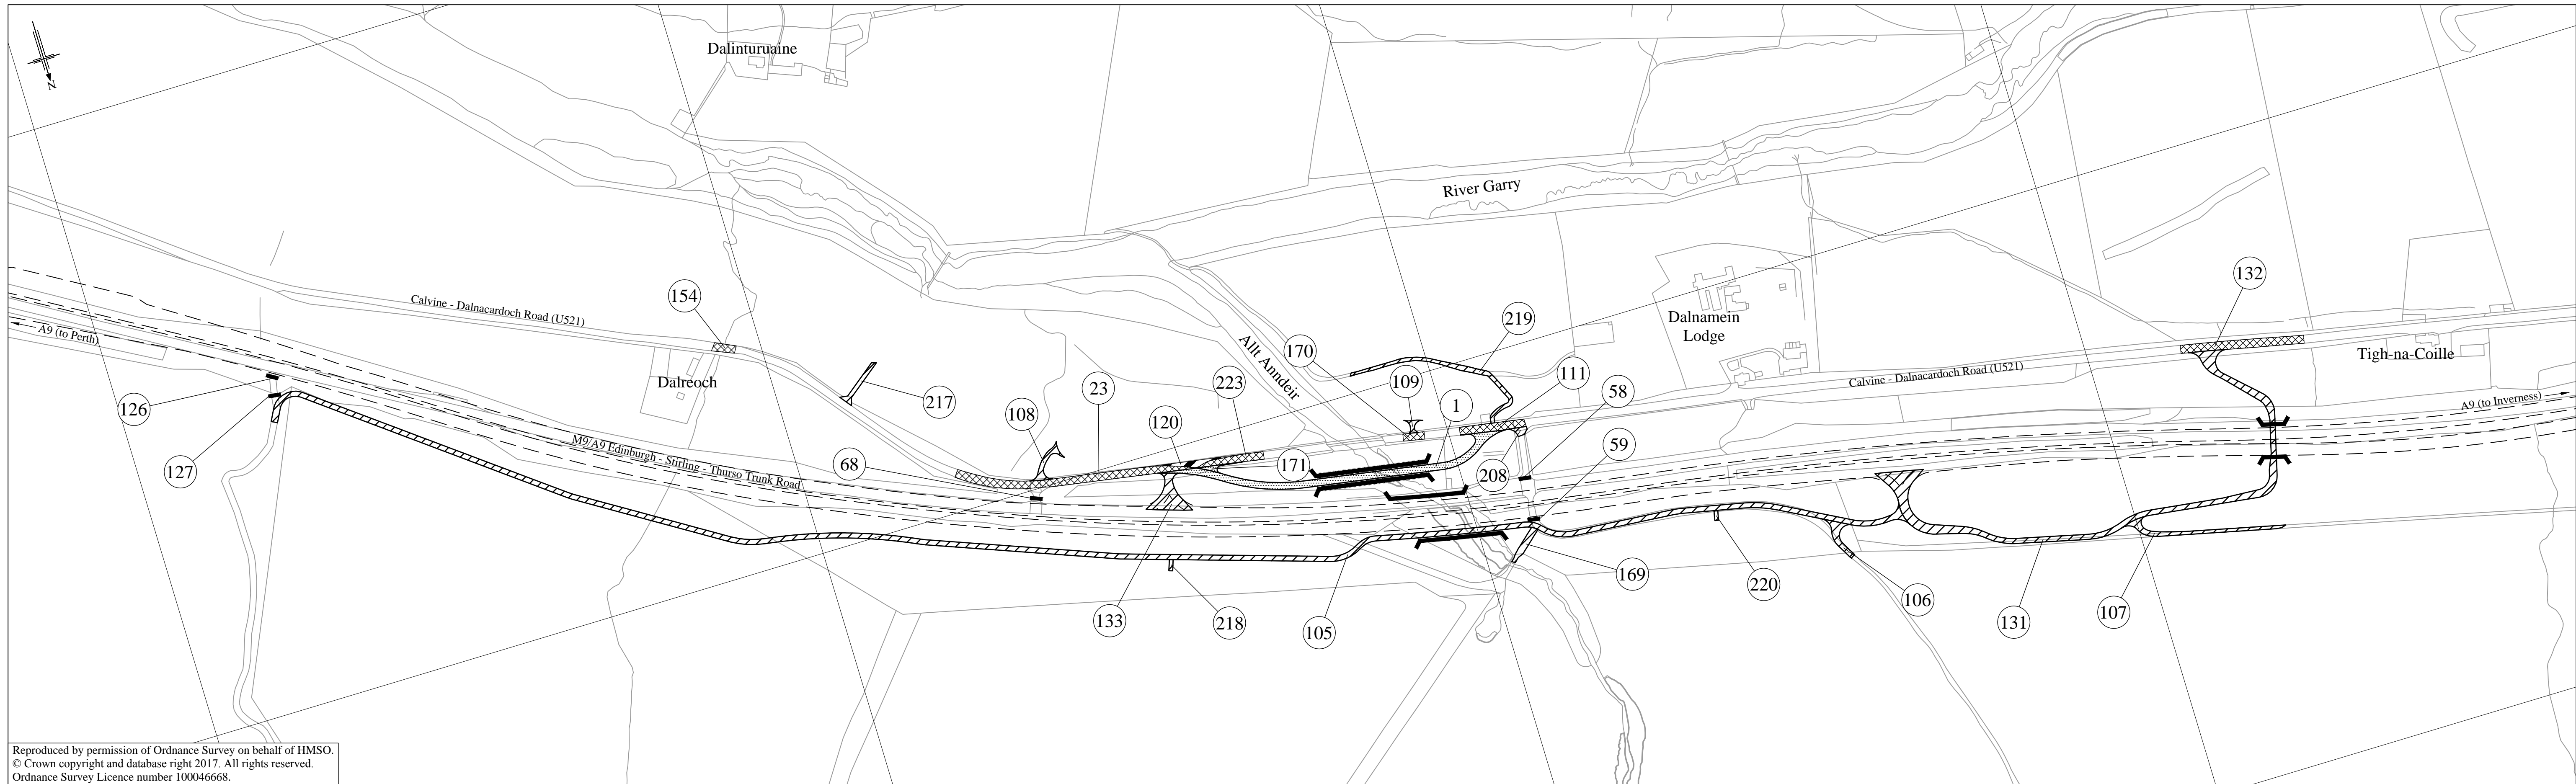 N
Dalinturuaine
River Garry
132
154
Calvine - Dalnacardoch Road (U521)
219
Dalnamein
Lodge
A9 (to Perth)
170
Allt Anndeir
Tigh-na-Coille
Dalreoch
109
111
Calvine - Dalnacardoch Road (U521)
126
217
23
223
58
A9 (to Inverness)
108
1
120
M9/A9 Edinburgh - Stirling - Thurso Trunk Road
59
127
68
171
208
169
220
106
133
218
105
131
107
Reproduced by permission of Ordnance Survey on behalf of HMSO.
© Crown copyright and database right 2017. All rights reserved.
Ordnance Survey Licence number 100046668.